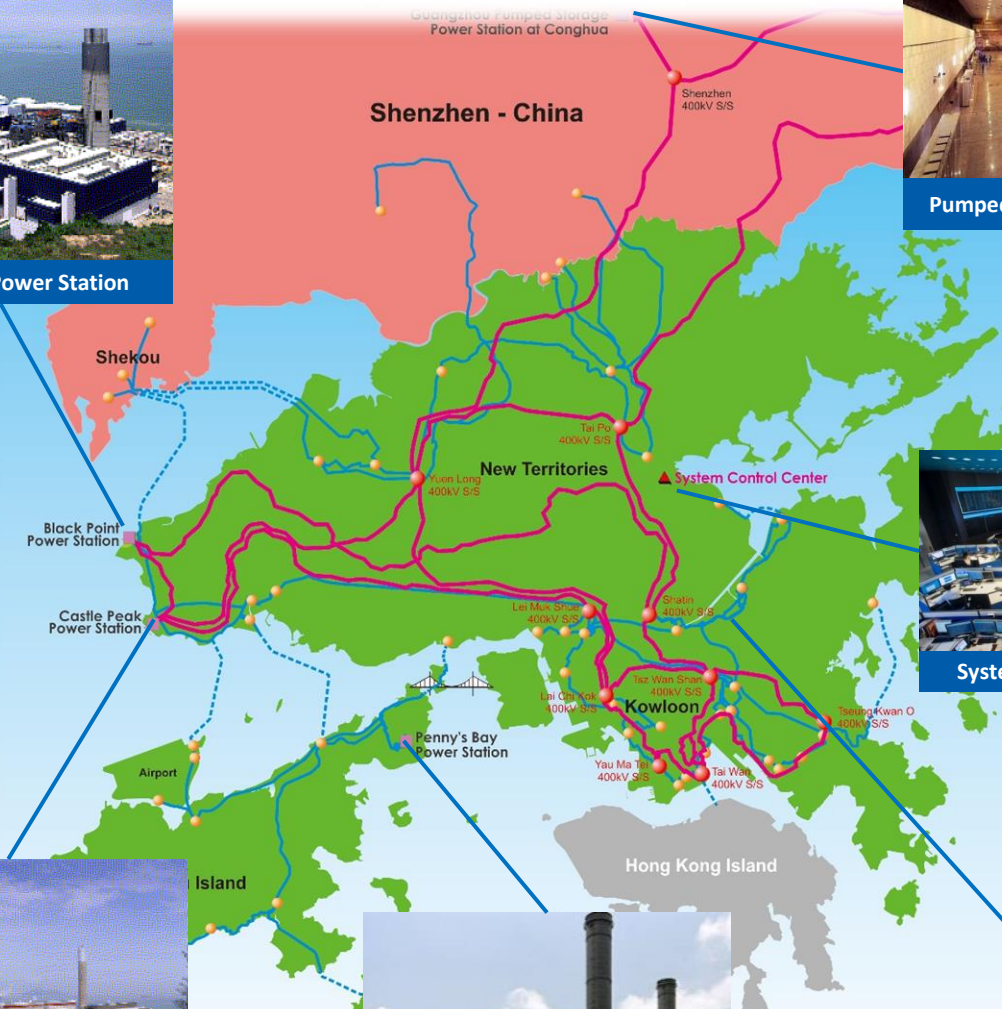 Guangzhou Pumped Storage
Power Station at Conghua
Shenzhen
400kV S/S
Shenzhen - China
Pumped
Power Station
Shekou
Tai Po
400kV S/S
New Territories
System Control Center
Yuen Long
400kV S/S
Black Point
Power Station
Castle Peak
Power Station
Lei Muk Shue
400kV S/S
Shatin
400kV S/S
Syste
Tsz Wan Shan
400kV S/S
Lai Chi Kok
400kV S/S
Kowloon
Tseung Kwan O
400kV S/S
Penny's Bay
Power Station
Airport
Yau Ma Tei
400kV S/S
Tai Wan
400kV S/S
Hong Kong Island
Island